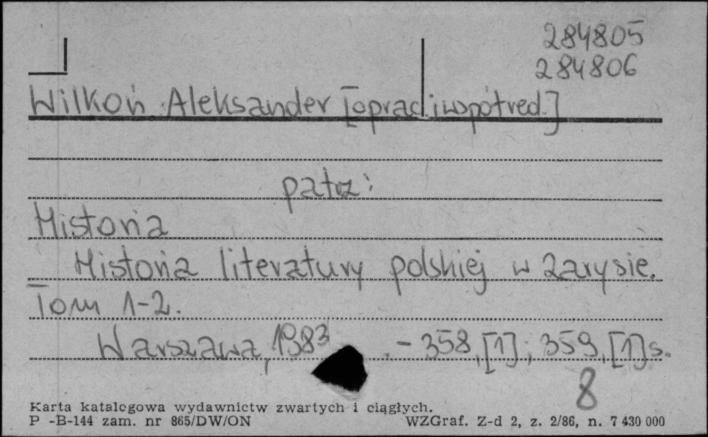 284805
284806
Wilkoń Aleksander [oprac. i współred.]
patrz:
Historia
Historia literatury polskiej w zarysie.
Tom 1-2.
Warszawa, 1983. - 358, [1]; 359, [1] s.
8
Karta katalogowa wydawnictw zwartych i ciągłych.
P -B-144 zam. nr 865/DW/ON WZGraf. Z-d 2, z. 2/86, n. 7 430 000